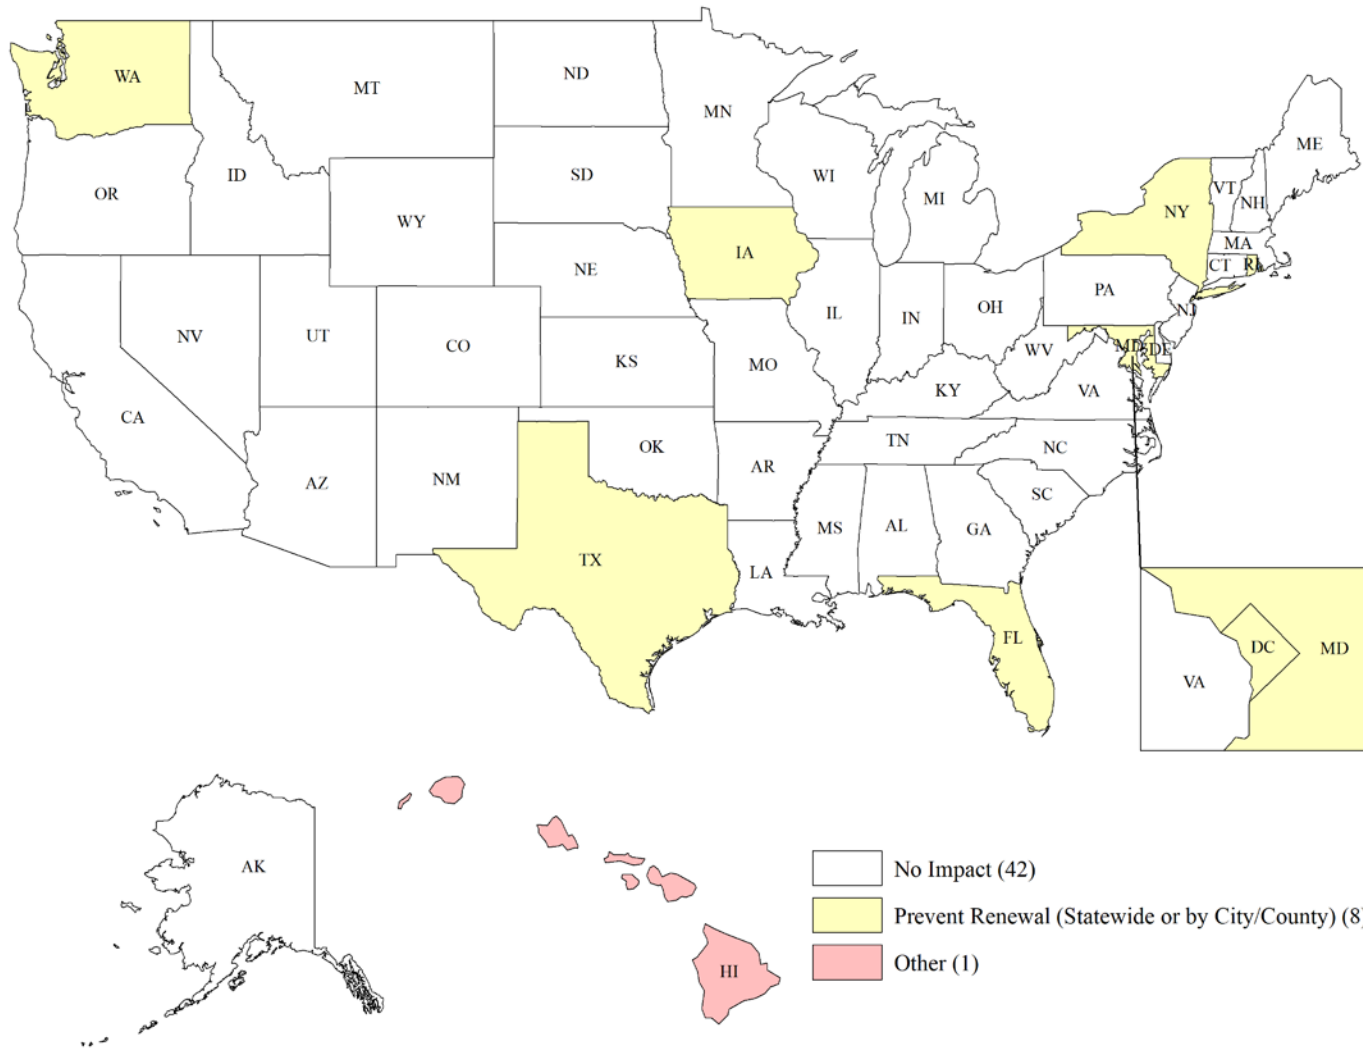 WA
MT
ND
MN
ME
OR
ID
SD
WI
MI
VT
NH
NY
WY
MA
IA
CT
RI
NE
PA
NJ
NV
UT
CO
IL
IN
OH
WV
MD
DE
KS
MO
KY
VA
CA
TN
NC
OK
AR
AZ
NM
SC
MS
AL
GA
TX
LA
FL
DC
MD
VA
AK
HI
No Impact (42)
Prevent Renewal (Statewide or by City/County) (8)
Other (1)